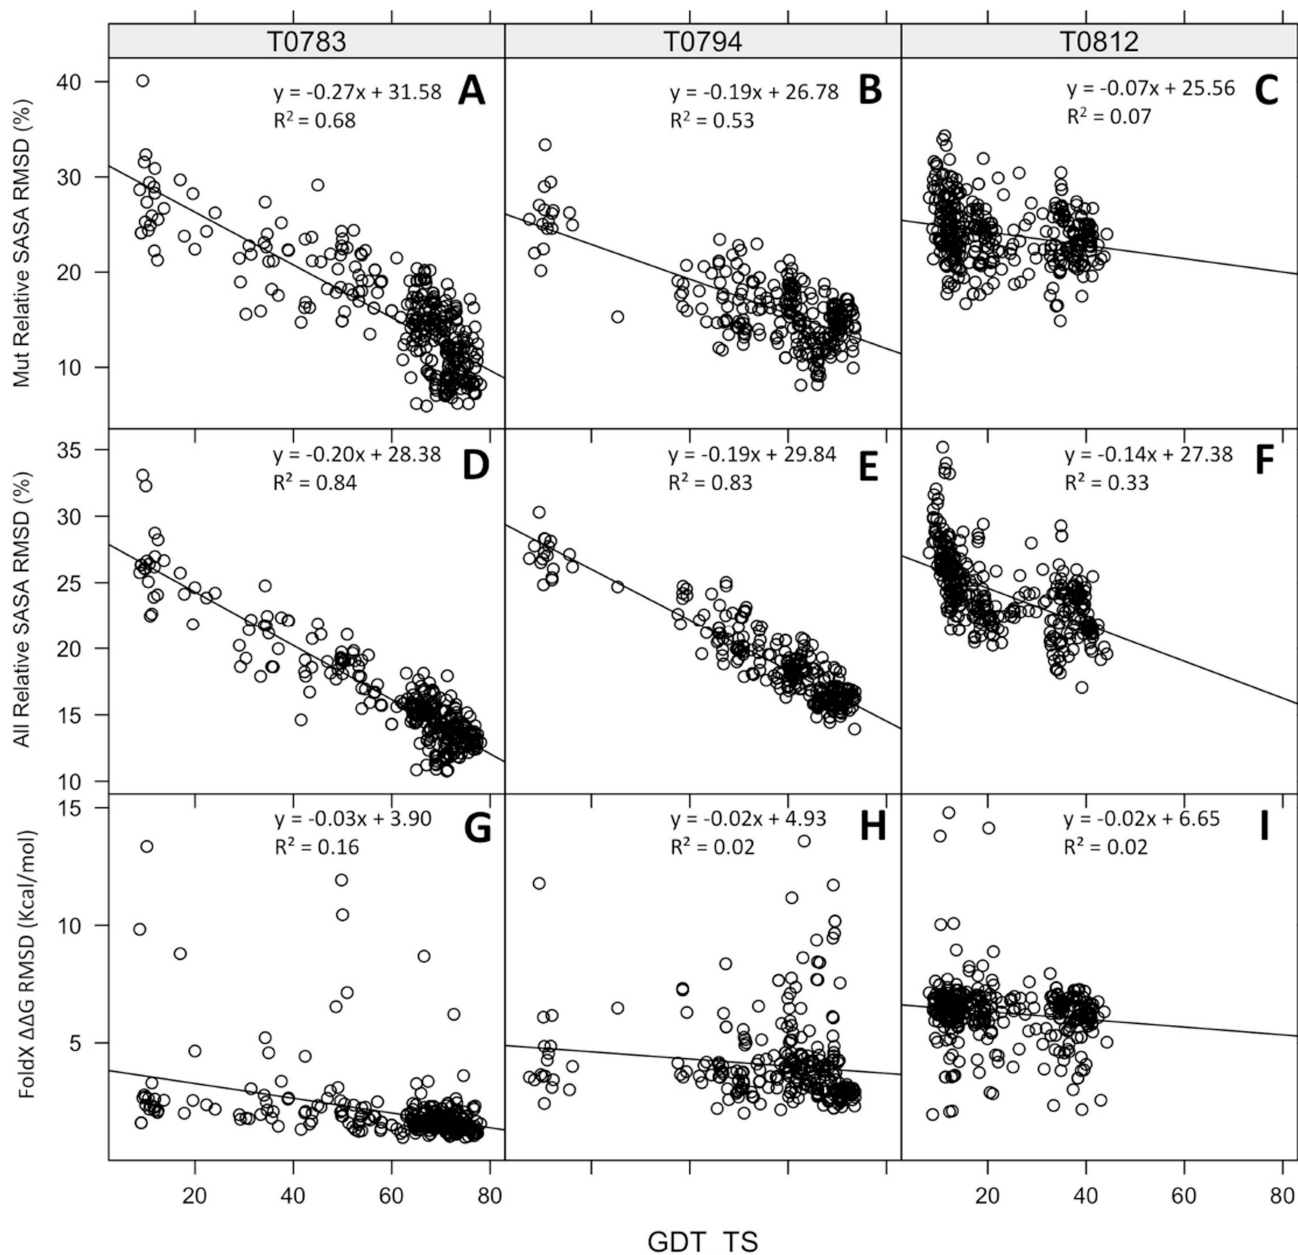 T0783 T0794 T0812
Mut Relative SASA RMSD (%)
40
30
20
10
y = -0.27x + 31.58
R² = 0.68
A
y = -0.19x + 26.78
R² = 0.53
B
y = -0.07x + 25.56
R² = 0.07
C
All Relative SASA RMSD (%)
35
30
25
20
15
10
y = -0.20x + 28.38
R² = 0.84
D
y = -0.19x + 29.84
R² = 0.83
E
y = -0.14x + 27.38
R² = 0.33
F
FoldX ΔΔG RMSD (Kcal/mol)
15
10
5
y = -0.03x + 3.90
R² = 0.16
G
y = -0.02x + 4.93
R² = 0.02
H
y = -0.02x + 6.65
R² = 0.02
I
20 40 60 80 20 40 60 80
GDT TS